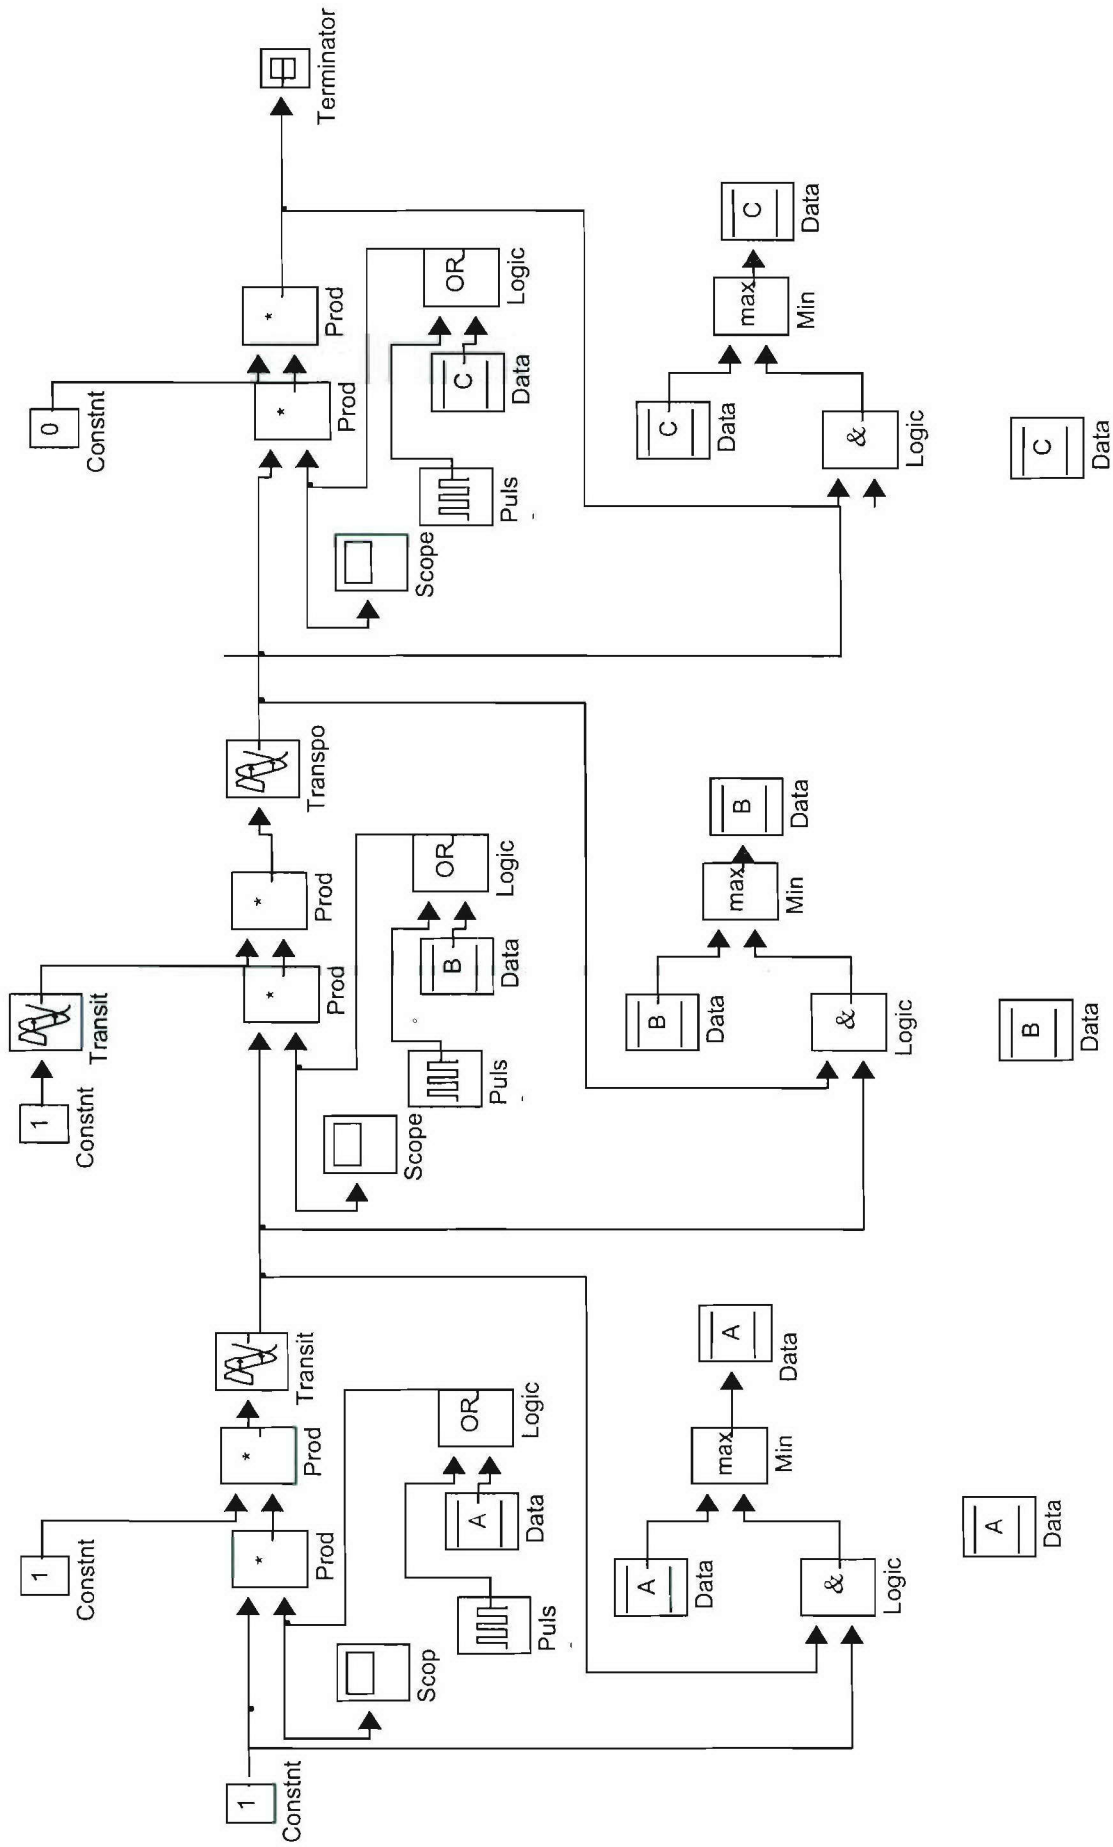 1
Constnt
1
Constnt
Transit
0
Constnt
1
Constnt
*
Prod
*
Prod
Transit
*
Prod
*
Prod
Transpo
*
Prod
*
Prod
Terminator
Scop
Puls
A
Data
OR
Logic
Scope
Puls
B
Data
OR
Logic
Scope
Puls
C
Data
OR
Logic
A
Data
max
Min
A
Data
B
Data
max
Min
B
Data
C
Data
max
Min
C
Data
&
Logic
&
Logic
&
Logic
A
Data
B
Data
C
Data